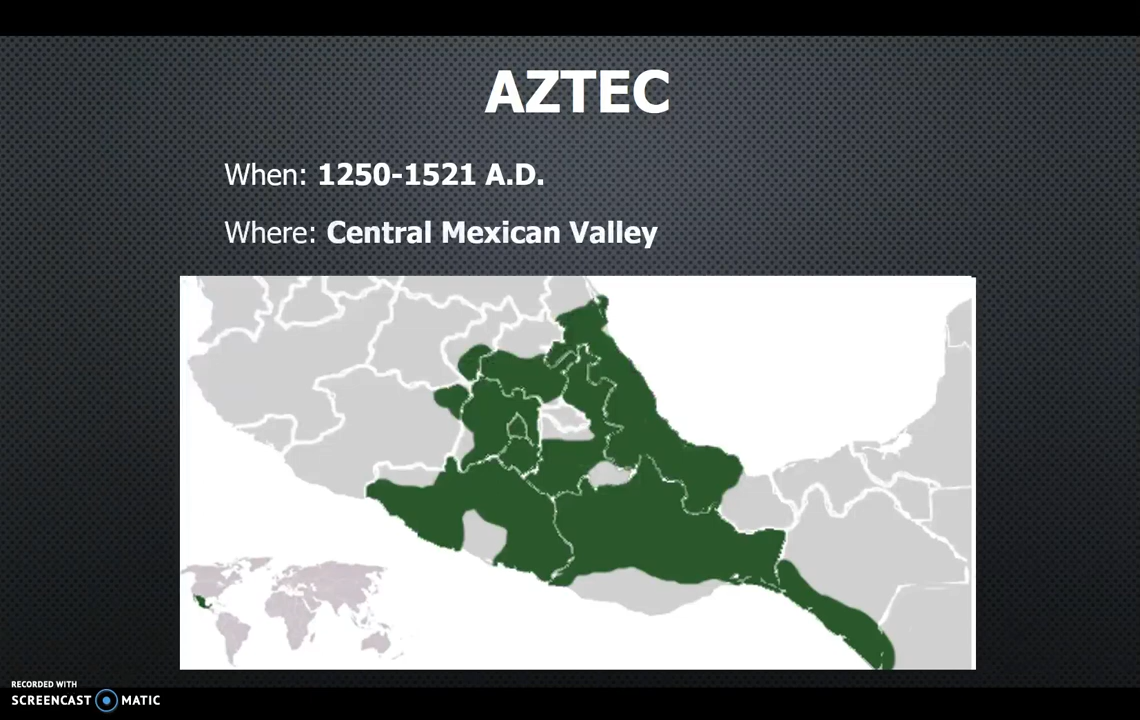 AZTEC
When: 1250-1521 A.D.
Where: Central Mexican Valley
RECORDED WITH
SCREENCAST MATIC